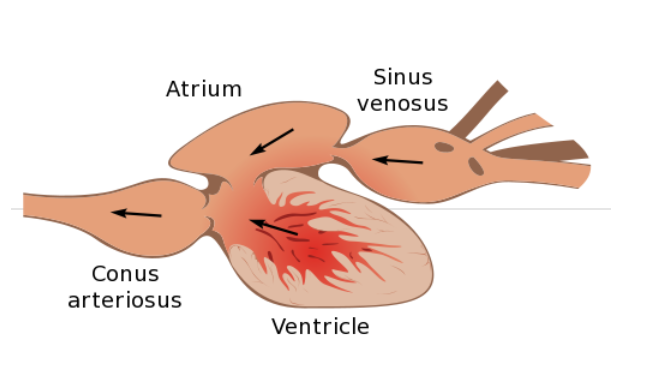 Atrium
Sinus
venosus
Conus
arteriosus
Ventricle